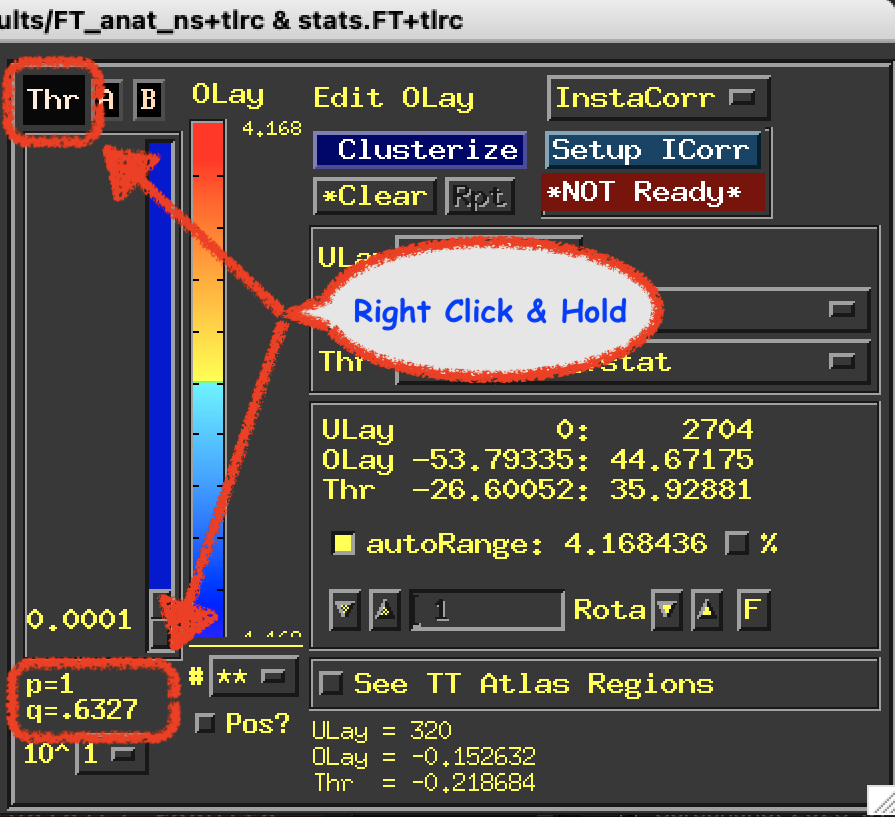 ults/FT_anat_ns+tlrc & stats.FT+tlrc
Thr A B OLay
4.168
Edit OLay InstaCorr
Clusterize Setup ICorr
*Clear Rpt *NOT Ready*
ULay
Right Click & Hold
Thr stat
ULay 0: 2704
OLay -53.79335: 44.67175
Thr -26.60052: 35.92881
autoRange: 4.168436 %
1 Rota F
0.0001
p=1
q=.6327
# **
See TT Atlas Regions
Pos?
10^ 1
ULay = 320
OLay = -0.152632
Thr = -0.218684